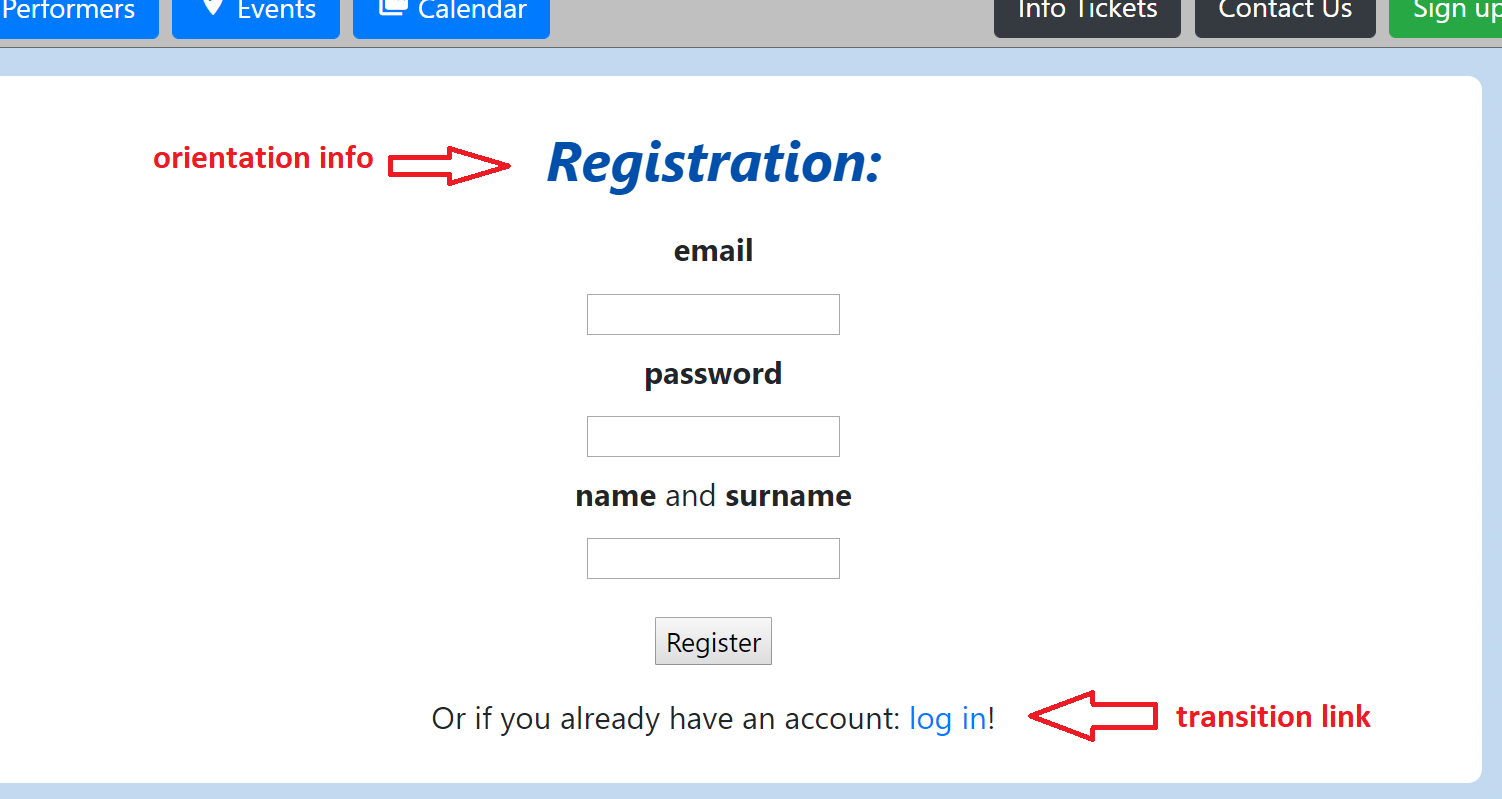 Performers Events Calendar Info Tickets Contact Us Sign up
orientation info Registration:
email
password
name and surname
Register
Or if you already have an account: log in! transition link